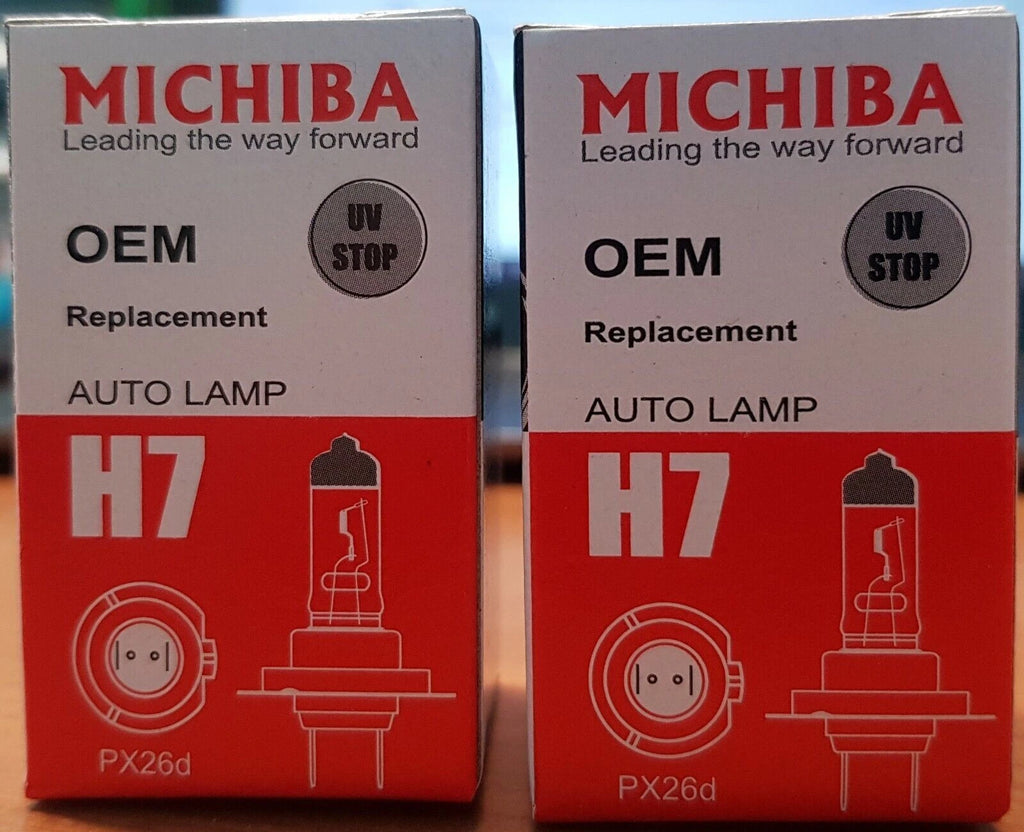 MICHIBA
Leading the way forward
UV
STOP
OEM
Replacement
AUTO LAMP
H7
PX26d
MICHIBA
Leading the way forward
UV
STOP
OEM
Replacement
AUTO LAMP
H7
PX26d